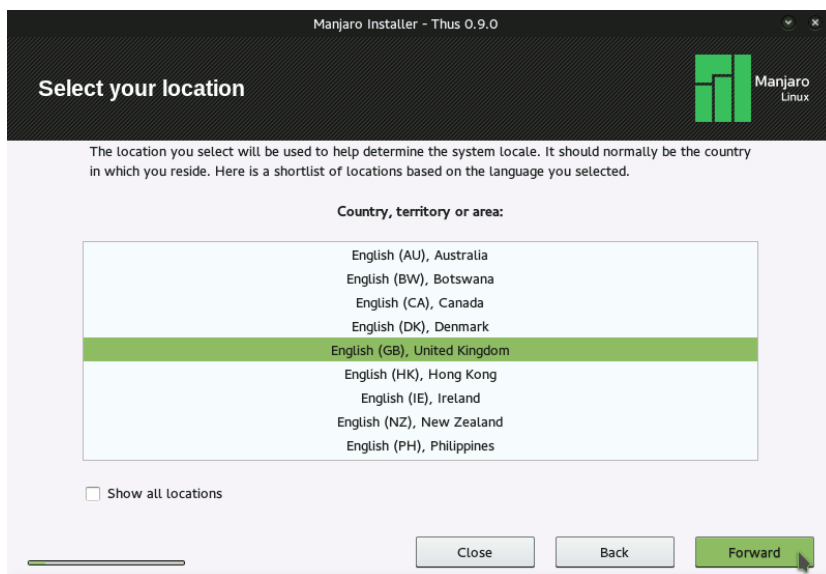 Manjaro Installer - Thus 0.9.0
Select your location
Manjaro
Linux
The location you select will be used to help determine the system locale. It should normally be the country
in which you reside. Here is a shortlist of locations based on the language you selected.
Country, territory or area:
English (AU), Australia
English (BW), Botswana
English (CA), Canada
English (DK), Denmark
English (GB), United Kingdom
English (HK), Hong Kong
English (IE), Ireland
English (NZ), New Zealand
English (PH), Philippines
Show all locations
Close
Back
Forward